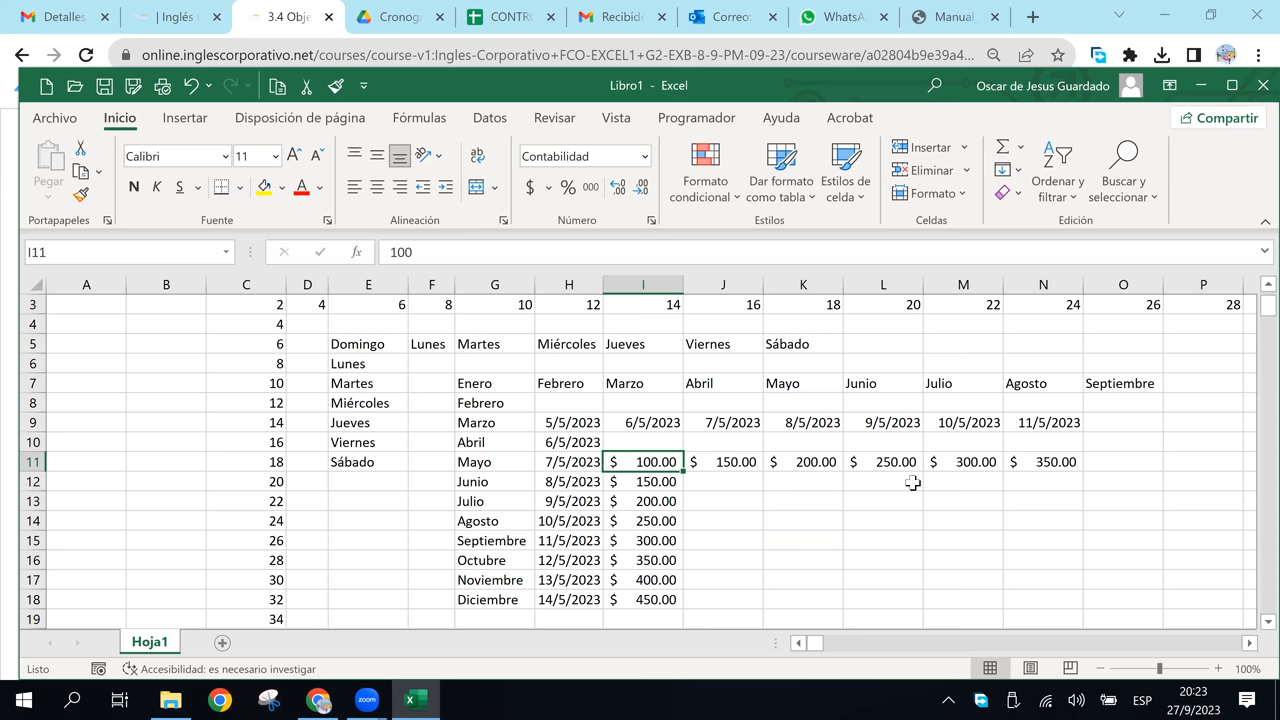 Detalles
Inglés C
3.4 Obje
Cronog
CONTRU
Recibide
Correo:
WhatsA
Manual_
online.inglescorporativo.net/courses/course-v1:Ingles-Corporativo+FCO-EXCEL1+G2-EXB-8-9-PM-09-23/courseware/a02804b9e39a4...
Libro1 - Excel
Oscar de Jesus Guardado
Archivo Inicio Insertar Disposición de página Fórmulas Datos Revisar Vista Programador Ayuda Acrobat Compartir
Pegar
Calibri 11
N K S
Contabilidad
$ % 000
Formato condicional
Dar formato como tabla
Estilos de celda
Insertar
Eliminar
Formato
Ordenar y filtrar
Buscar y seleccionar
Portapapeles Fuente Alineación Número Estilos Celdas Edición
I11 fx 100
A B C D E F G H I J K L M N O P
3 2 4 6 8 10 12 14 16 18 20 22 24 26 28
4 4
5 6 Domingo Lunes Martes Miércoles Jueves Viernes Sábado
6 8 Lunes
7 10 Martes Enero Febrero Marzo Abril Mayo Junio Julio Agosto Septiembre
8 12 Miércoles Febrero
9 14 Jueves Marzo 5/5/2023 6/5/2023 7/5/2023 8/5/2023 9/5/2023 10/5/2023 11/5/2023
10 16 Viernes Abril 6/5/2023
11 18 Sábado Mayo 7/5/2023 $ 100.00 $ 150.00 $ 200.00 $ 250.00 $ 300.00 $ 350.00
12 20 Junio 8/5/2023 $ 150.00
13 22 Julio 9/5/2023 $ 200.00
14 24 Agosto 10/5/2023 $ 250.00
15 26 Septiembre 11/5/2023 $ 300.00
16 28 Octubre 12/5/2023 $ 350.00
17 30 Noviembre 13/5/2023 $ 400.00
18 32 Diciembre 14/5/2023 $ 450.00
19 34
Hoja1
Listo Accesibilidad: es necesario investigar 100%
zoom
ESP
20:23
27/9/2023